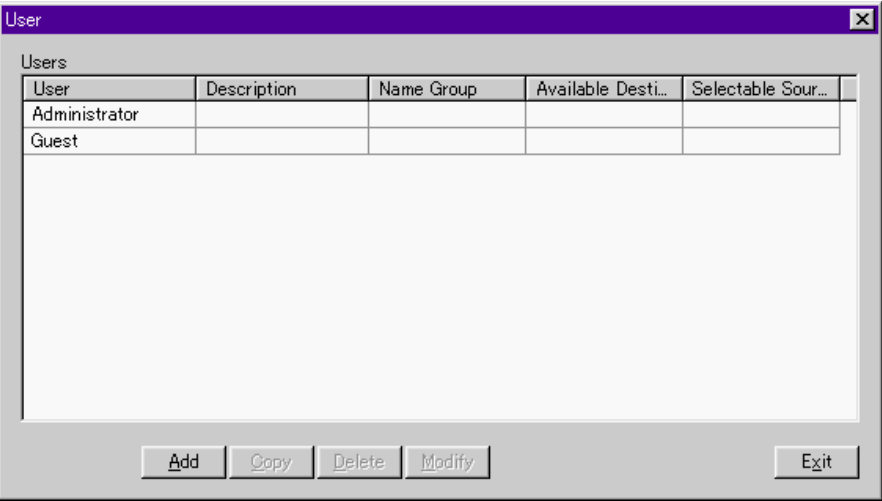 User
Users
User Description Name Group Available Desti... Selectable Sour...
Administrator
Guest
Add Copy Delete Modify Exit